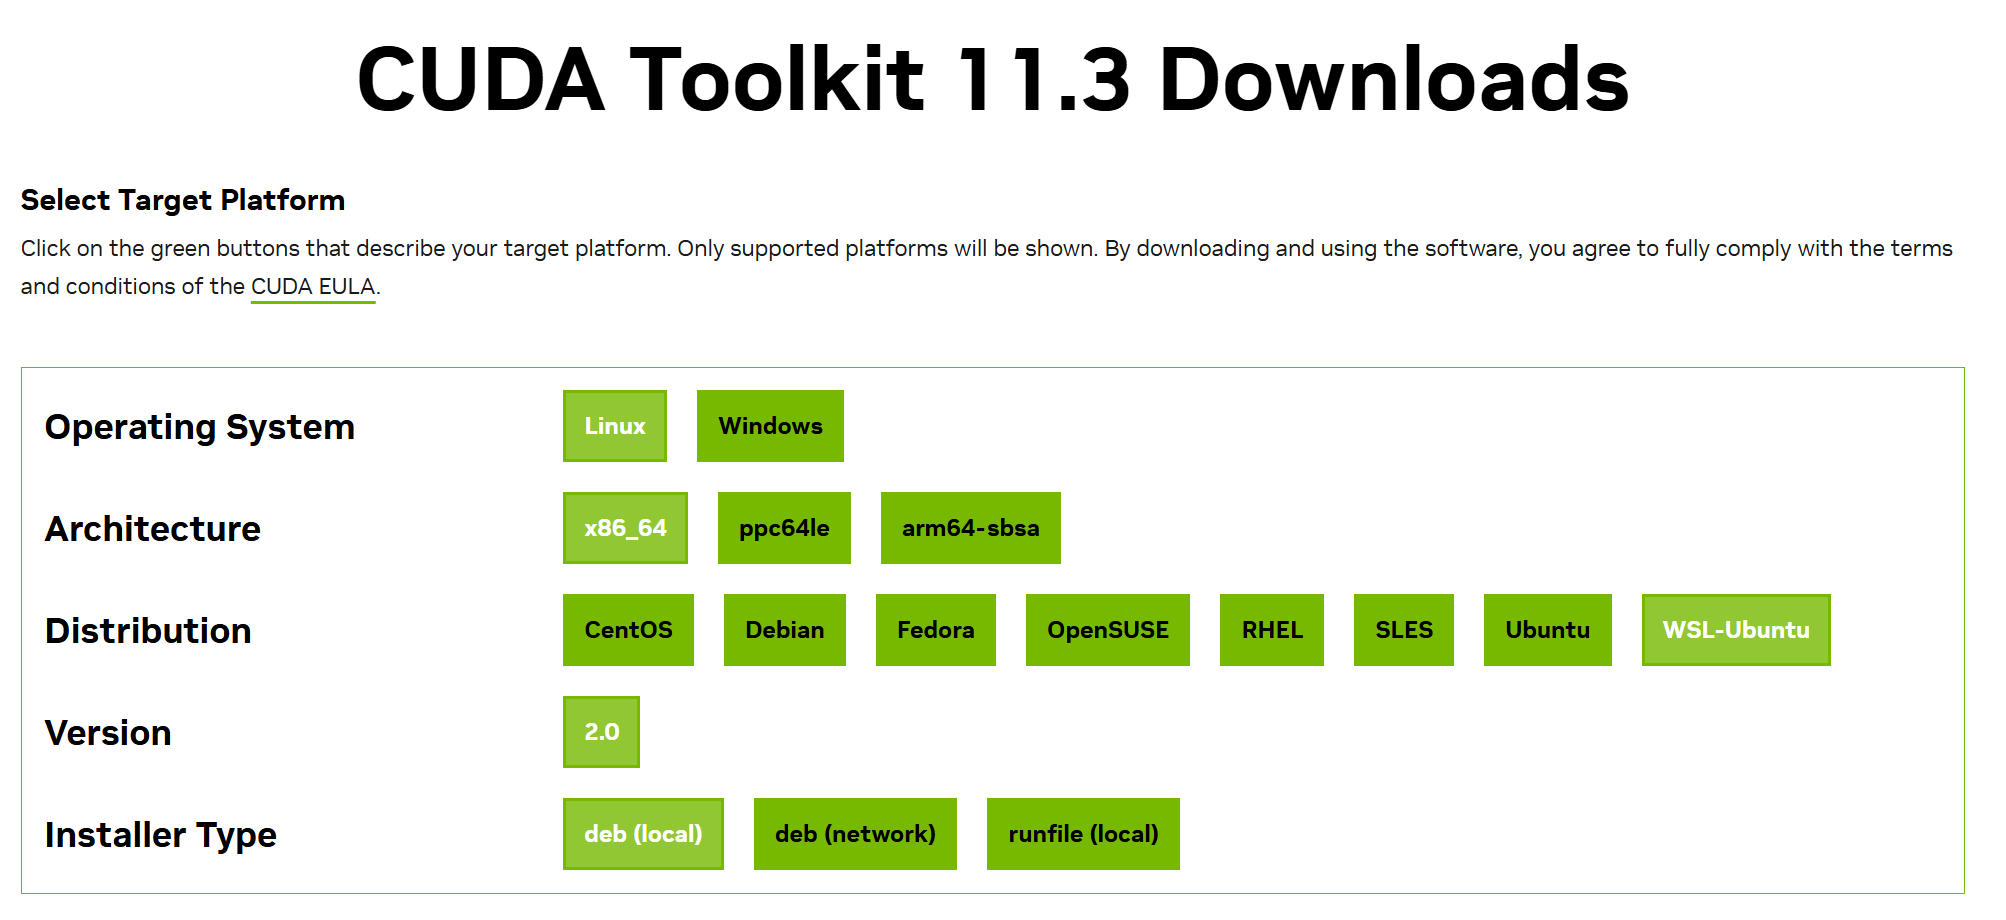 CUDA Toolkit 11.3 Downloads
Select Target Platform
Click on the green buttons that describe your target platform. Only supported platforms will be shown. By downloading and using the software, you agree to fully comply with the terms
and conditions of the CUDA EULA.
Operating System Linux Windows
Architecture x86_64 ppc64le arm64-sbsa
Distribution CentOS Debian Fedora OpenSUSE RHEL SLES Ubuntu WSL-Ubuntu
Version 2.0
Installer Type deb (local) deb (network) runfile (local)